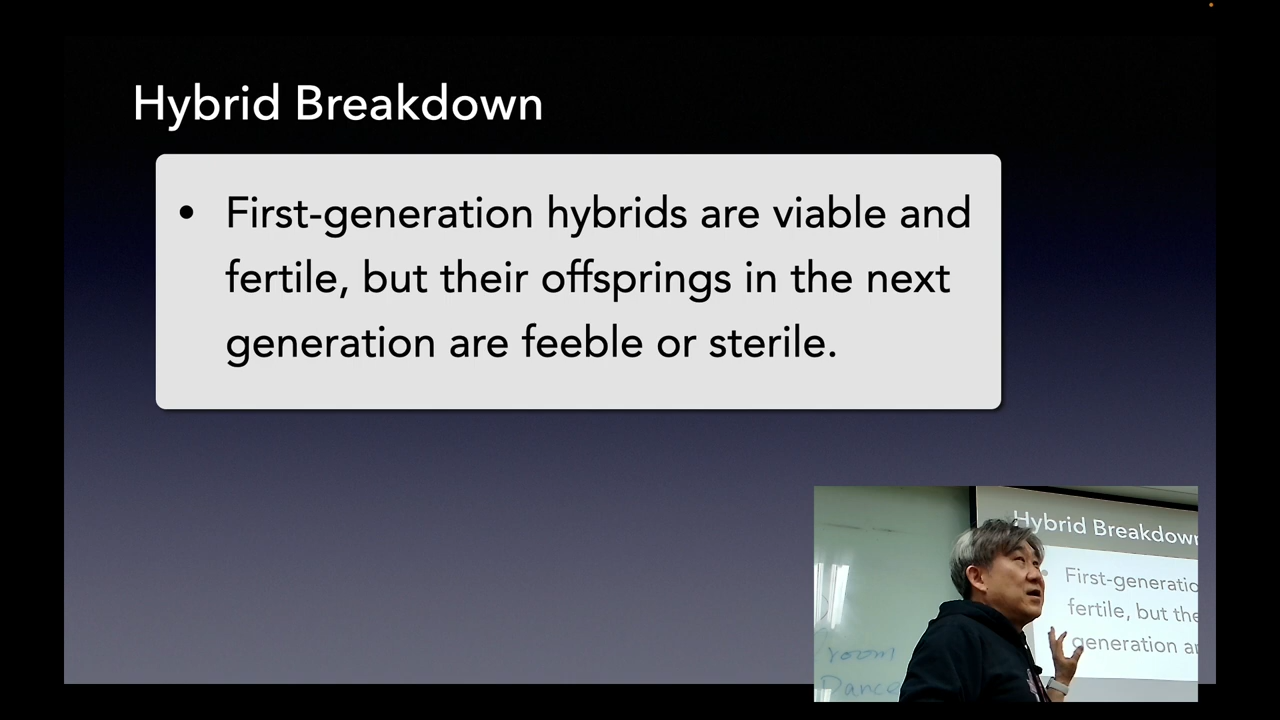 Hybrid Breakdown
• First-generation hybrids are viable and
fertile, but their offsprings in the next
generation are feeble or sterile.
Hybrid Breakdown
First-generatio
fertile, but the
generation a
room
Dance